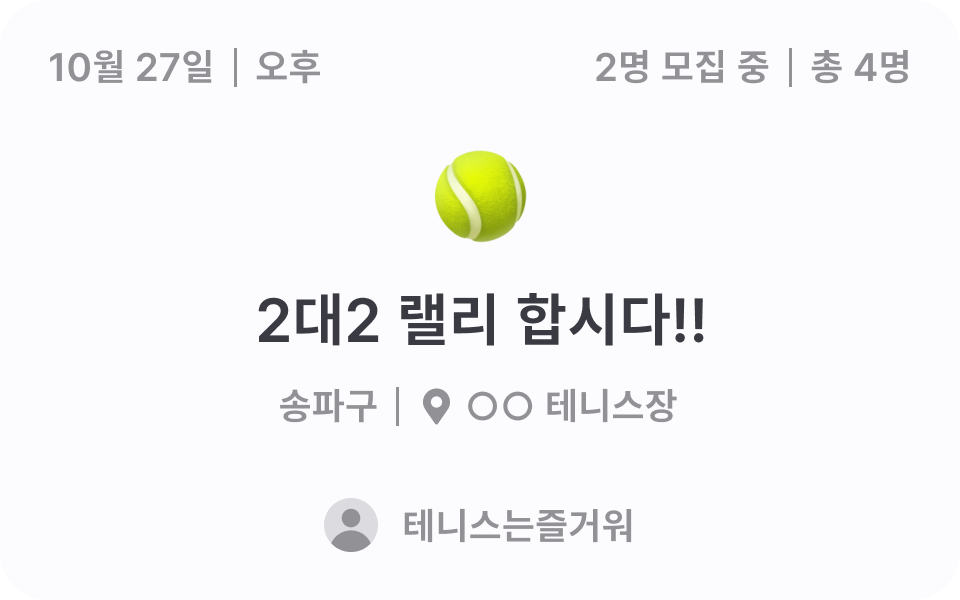 10월 27일 | 오후
2명 모집 중 | 총 4명
2대2 랠리 합시다!!
송파구 | ○○ 테니스장
테니스는즐거워